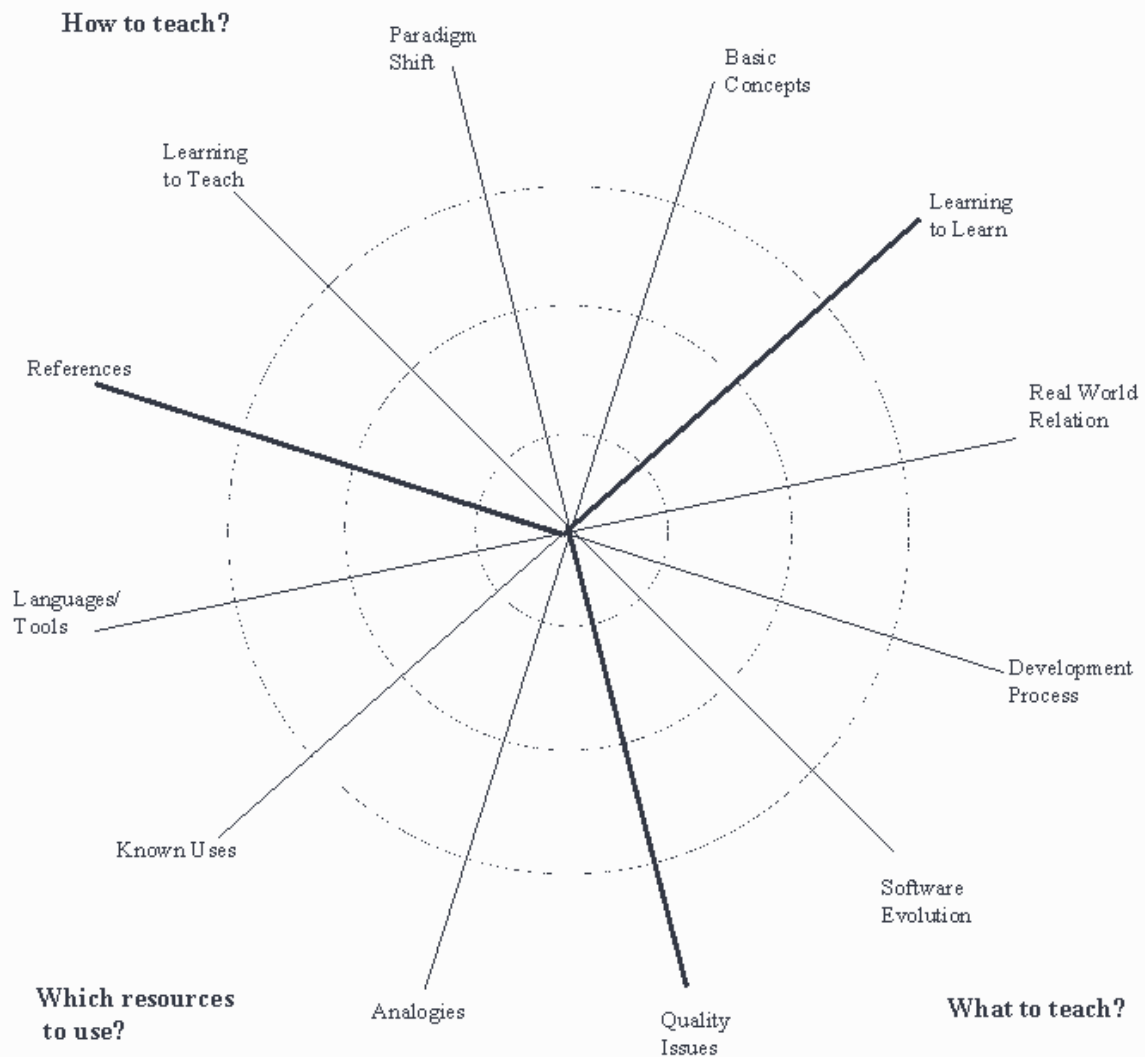 How to teach?
Paradigm
Shift
Basic
Concepts
Learning
to Teach
Learning
to Learn
References
Real World
Relation
Languages/
Tools
Development
Process
Known Uses
Software
Evolution
Which resources
to use?
Analogies
Quality
Issues
What to teach?